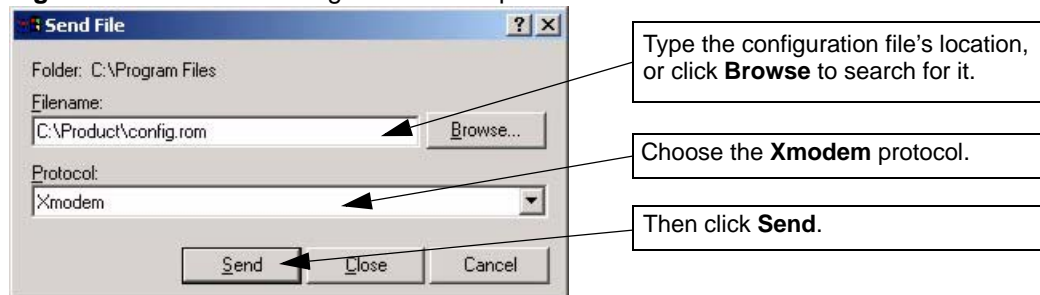 Send File
Folder: C:\Program Files
Filename:
C:\Product\config.rom
Browse...
Protocol:
Xmodem
Send
Close
Cancel
Type the configuration file's location,
or click Browse to search for it.
Choose the Xmodem protocol.
Then click Send.